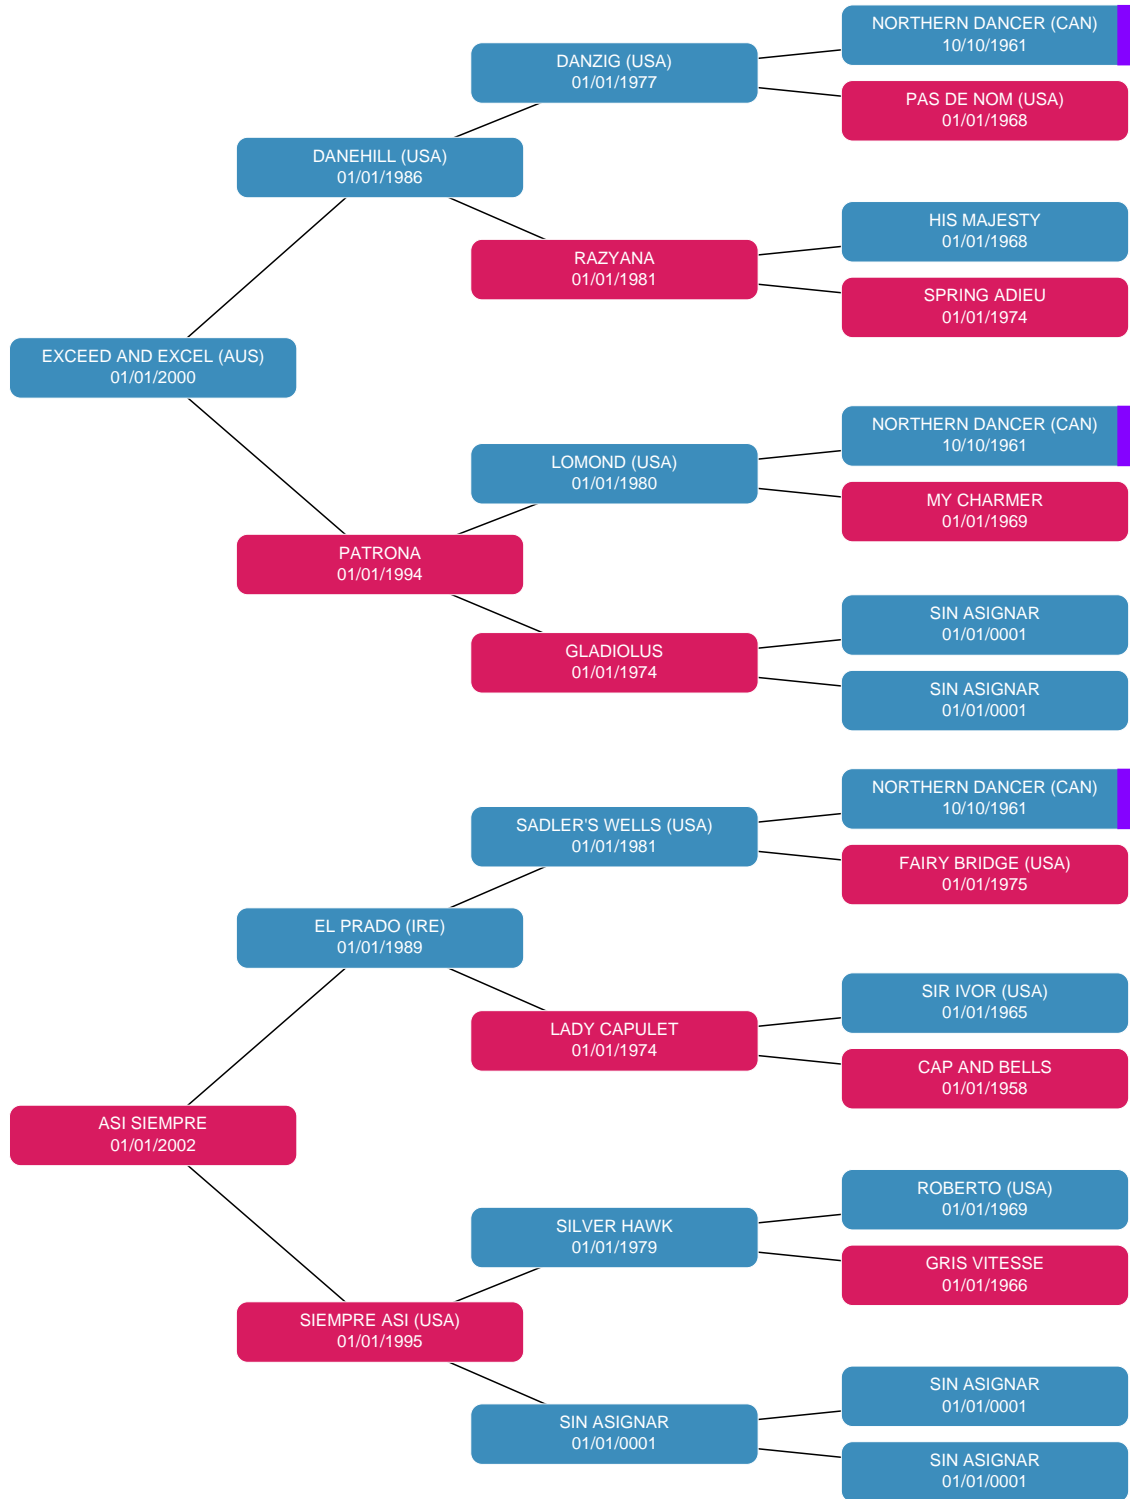 NORTHERN DANCER (CAN)
10/10/1961
DANZIG (USA)
01/01/1977
PAS DE NOM (USA)
01/01/1968
DANEHILL (USA)
01/01/1986
HIS MAJESTY
01/01/1968
RAZYANA
01/01/1981
SPRING ADIEU
01/01/1974
EXCEED AND EXCEL (AUS)
01/01/2000
NORTHERN DANCER (CAN)
10/10/1961
LOMOND (USA)
01/01/1980
MY CHARMER
01/01/1969
PATRONA
01/01/1994
SIN ASIGNAR
01/01/0001
GLADIOLUS
01/01/1974
SIN ASIGNAR
01/01/0001
NORTHERN DANCER (CAN)
10/10/1961
SADLER'S WELLS (USA)
01/01/1981
FAIRY BRIDGE (USA)
01/01/1975
EL PRADO (IRE)
01/01/1989
SIR IVOR (USA)
01/01/1965
LADY CAPULET
01/01/1974
CAP AND BELLS
01/01/1958
ASI SIEMPRE
01/01/2002
ROBERTO (USA)
01/01/1969
SILVER HAWK
01/01/1979
GRIS VITESSE
01/01/1966
SIEMPRE ASI (USA)
01/01/1995
SIN ASIGNAR
01/01/0001
SIN ASIGNAR
01/01/0001
SIN ASIGNAR
01/01/0001